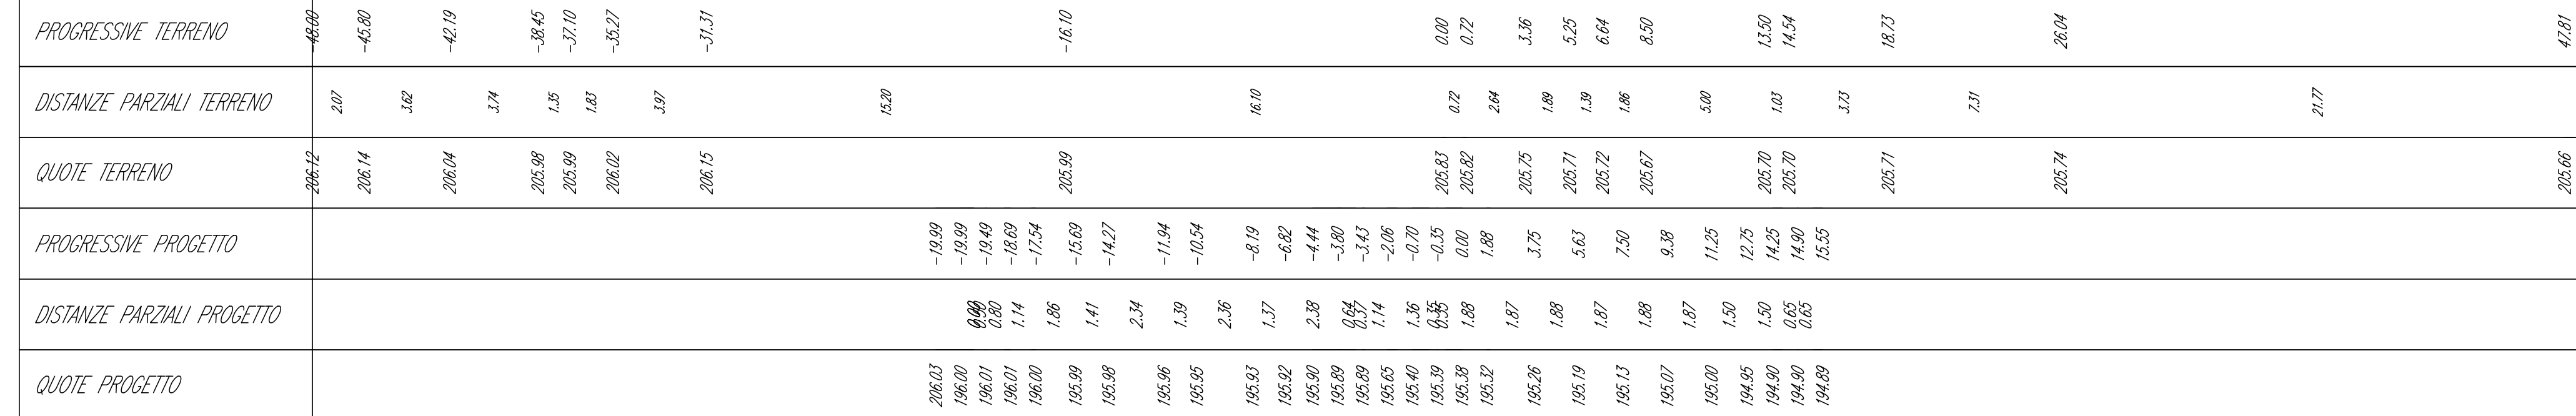 PROGRESSIVE TERRENO -48.00 -45.80 -42.19 -38.45 -37.10 -35.27 -31.31 -16.10 0.00 0.72 3.36 5.25 6.64 8.50 13.50 14.54 18.73 26.04 47.81
DISTANZE PARZIALI TERRENO 2.07 3.62 3.74 1.35 1.83 3.97 15.20 16.10 0.72 2.64 1.89 1.39 1.86 5.00 1.03 3.73 7.31 21.77
QUOTE TERRENO 206.12 206.14 206.04 205.98 205.99 206.02 206.15 205.99 205.83 205.82 205.75 205.71 205.72 205.67 205.70 205.70 205.71 205.74 205.66
PROGRESSIVE PROGETTO -19.99 -19.99 -19.49 -18.69 -17.54 -15.69 -14.27 -11.94 -10.54 -8.19 -6.82 -4.44 -3.80 -3.43 -2.06 -0.70 -0.35 0.00 1.88 3.75 5.63 7.50 9.38 11.25 12.75 14.25 14.90 15.55
DISTANZE PARZIALI PROGETTO 0.80 1.14 1.86 1.41 2.34 1.39 2.36 1.37 2.38 0.64 0.37 1.14 1.36 0.35 0.35 1.88 1.87 1.88 1.87 1.88 1.87 1.50 1.50 0.65 0.65
QUOTE PROGETTO 206.03 196.00 196.01 196.01 196.00 195.99 195.98 195.96 195.95 195.93 195.92 195.90 195.89 195.89 195.65 195.40 195.39 195.38 195.32 195.26 195.19 195.13 195.07 195.00 194.95 194.90 194.90 194.89